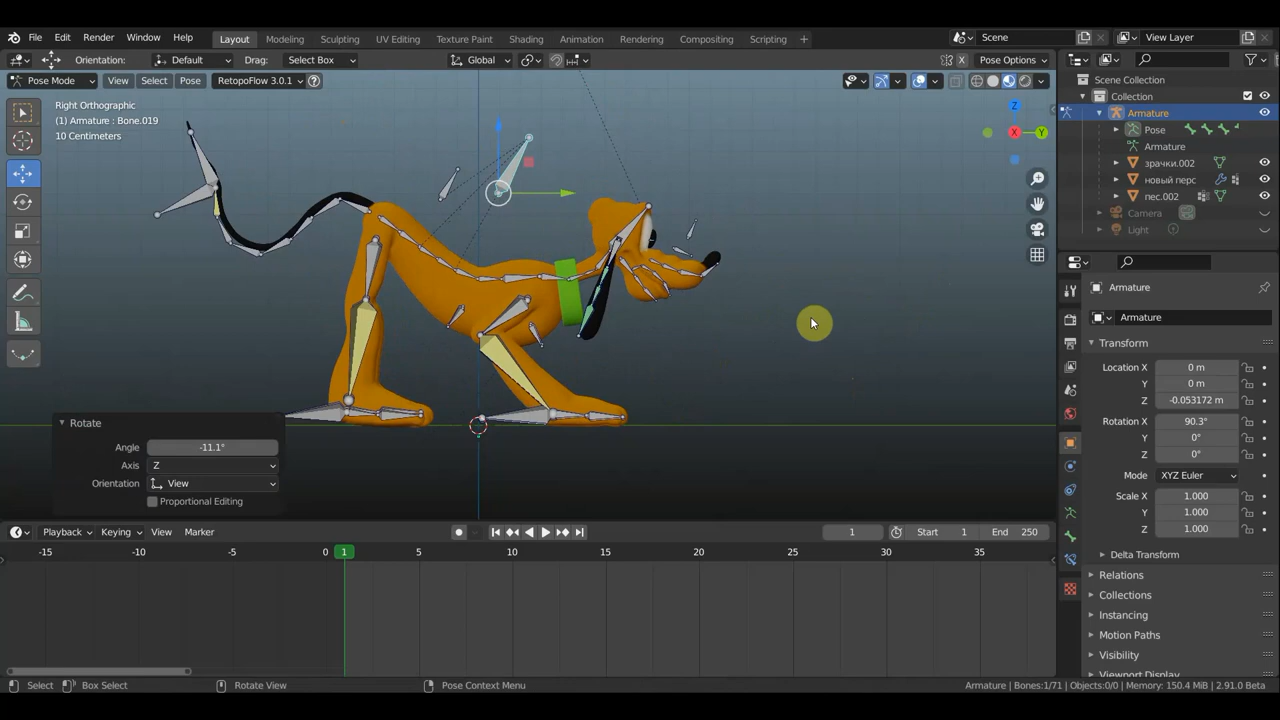 File Edit Render Window Help Layout Modeling Sculpting UV Editing Texture Paint Shading Animation Rendering Compositing Scripting + Scene View Layer
Orientation: Default Drag: Select Box Global X Pose Options
Pose Mode View Select Pose RetopoFlow 3.0.1
Right Orthographic
(1) Armature : Bone.019
10 Centimeters
Z
X
Y
Rotate
Angle -11.1°
Axis Z
Orientation View
Proportional Editing
Scene Collection
Collection
Armature
Pose
Armature
зрачки.002
новый перс
пес.002
Camera
Light
Armature
Armature
Transform
Location X 0 m
Y 0 m
Z -0.053172 m
Rotation X 90.3°
Y 0°
Z 0°
Mode XYZ Euler
Scale X 1.000
Y 1.000
Z 1.000
Delta Transform
Relations
Collections
Instancing
Motion Paths
Visibility
Viewport Display
Playback Keying View Marker 1 Start 1 End 250
-15 -10 -5 0 1 5 10 15 20 25 30 35
Select Box Select Rotate View Pose Context Menu Armature | Bones:1/71 | Objects:0/0 | Memory: 150.4 MiB | 2.91.0 Beta